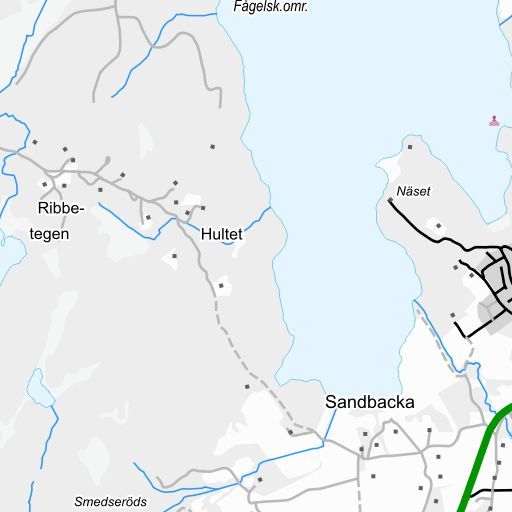 Fågelsk.omr.
Näset
Ribbe-
tegen
Hultet
Sandbacka
Smedseröds